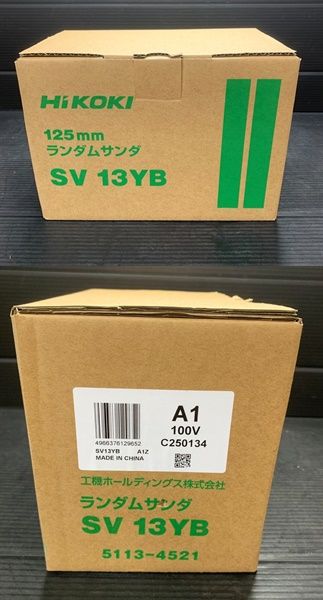 HiKOKI
125mm
ランダムサンダ
SV 13YB
4966376129652
SV13YB A1Z
MADE IN CHINA
A1
100V
C250134
工機ホールディングス株式会社
ランダムサンダ
SV 13YB
5113-4521